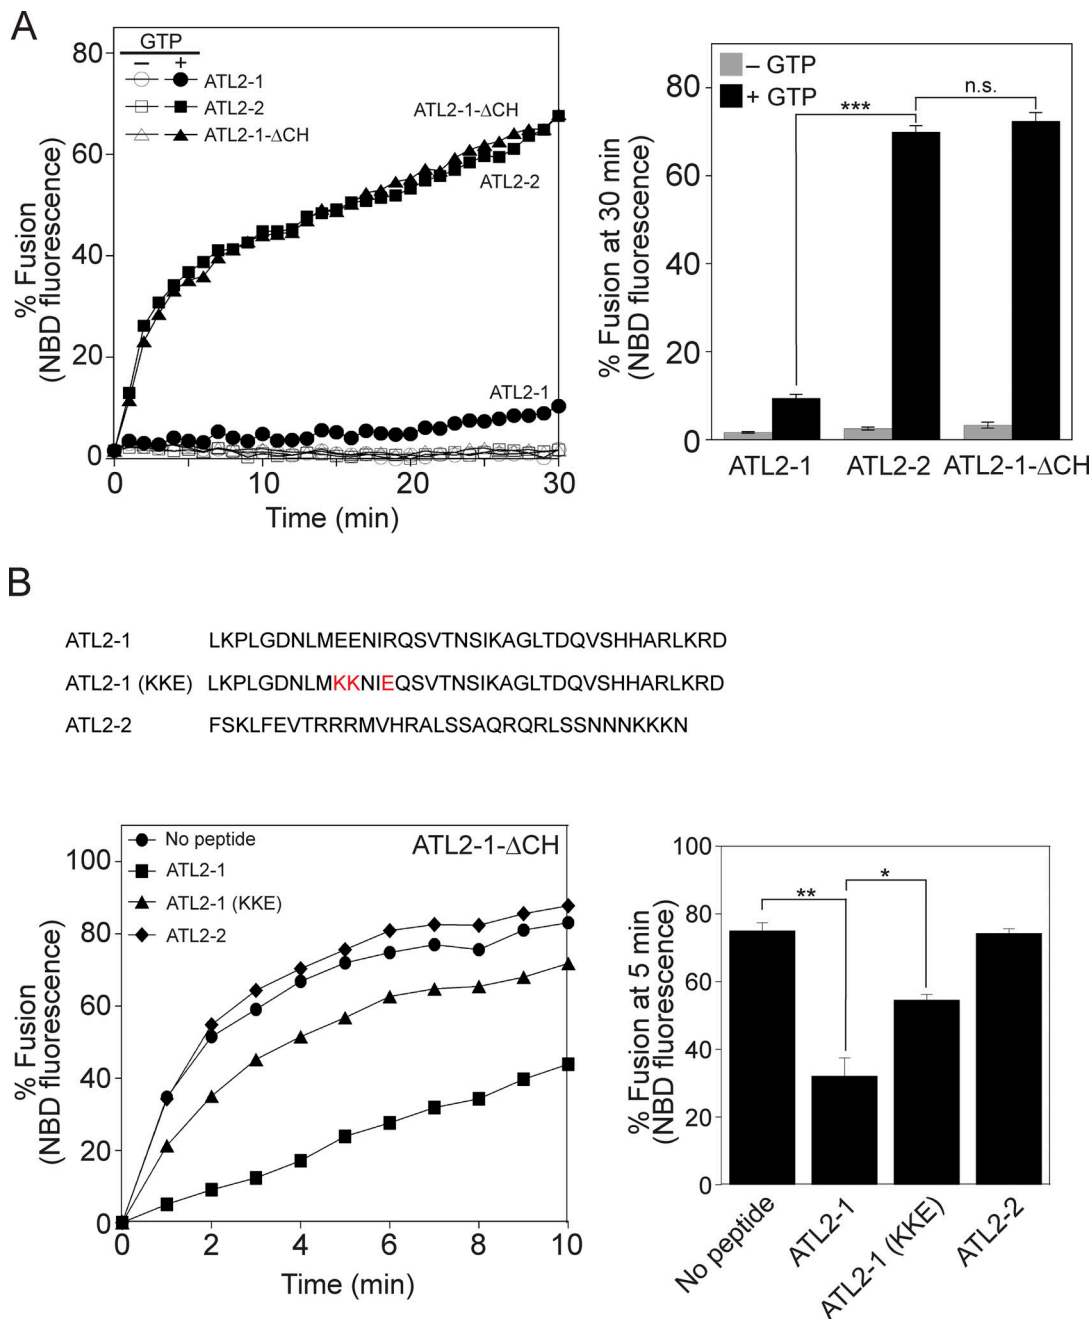 A
GTP
– +
ATL2-1
ATL2-2
ATL2-1-ΔCH
80
60
40
20
0
% Fusion
(NBD fluorescence)
ATL2-1-ΔCH
ATL2-2
ATL2-1
0 10 20 30
Time (min)
– GTP
+ GTP
***
n.s.
80
60
40
20
0
% Fusion at 30 min
(NBD fluorescence)
ATL2-1 ATL2-2 ATL2-1-ΔCH
B
ATL2-1 LKPLGDNLMEENIRQSVTNSIKAGLTDQVSHHARLKRD
ATL2-1 (KKE) LKPLGDNLMKKNIEQSVTNSIKAGLTDQVSHHARLKRD
ATL2-2 FSKLFEVTRRRMVHRALSSAQRQRLSSNNNKKKN
No peptide
ATL2-1
ATL2-1 (KKE)
ATL2-2
ATL2-1-ΔCH
100
80
60
40
20
0
% Fusion
(NBD fluorescence)
0 2 4 6 8 10
Time (min)
100
80
60
40
20
0
% Fusion at 5 min
(NBD fluorescence)
**
*
No peptide
ATL2-1
ATL2-1 (KKE)
ATL2-2